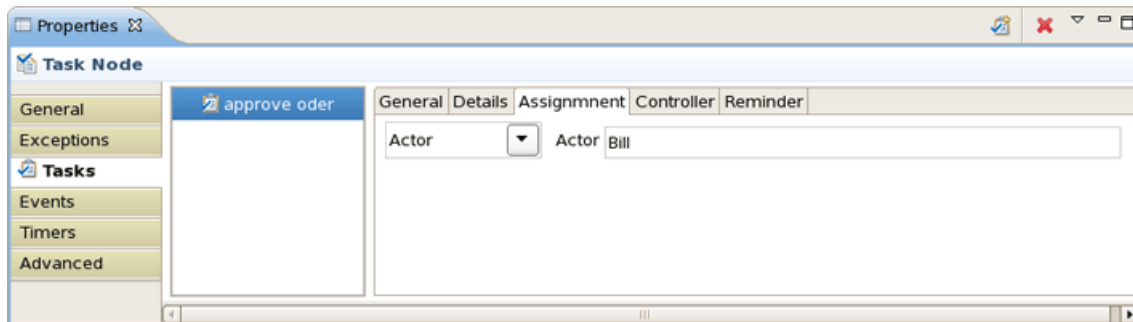 Properties
Task Node
General
Exceptions
Tasks
Events
Timers
Advanced
approve oder
General Details Assignmnent Controller Reminder
Actor Actor Bill